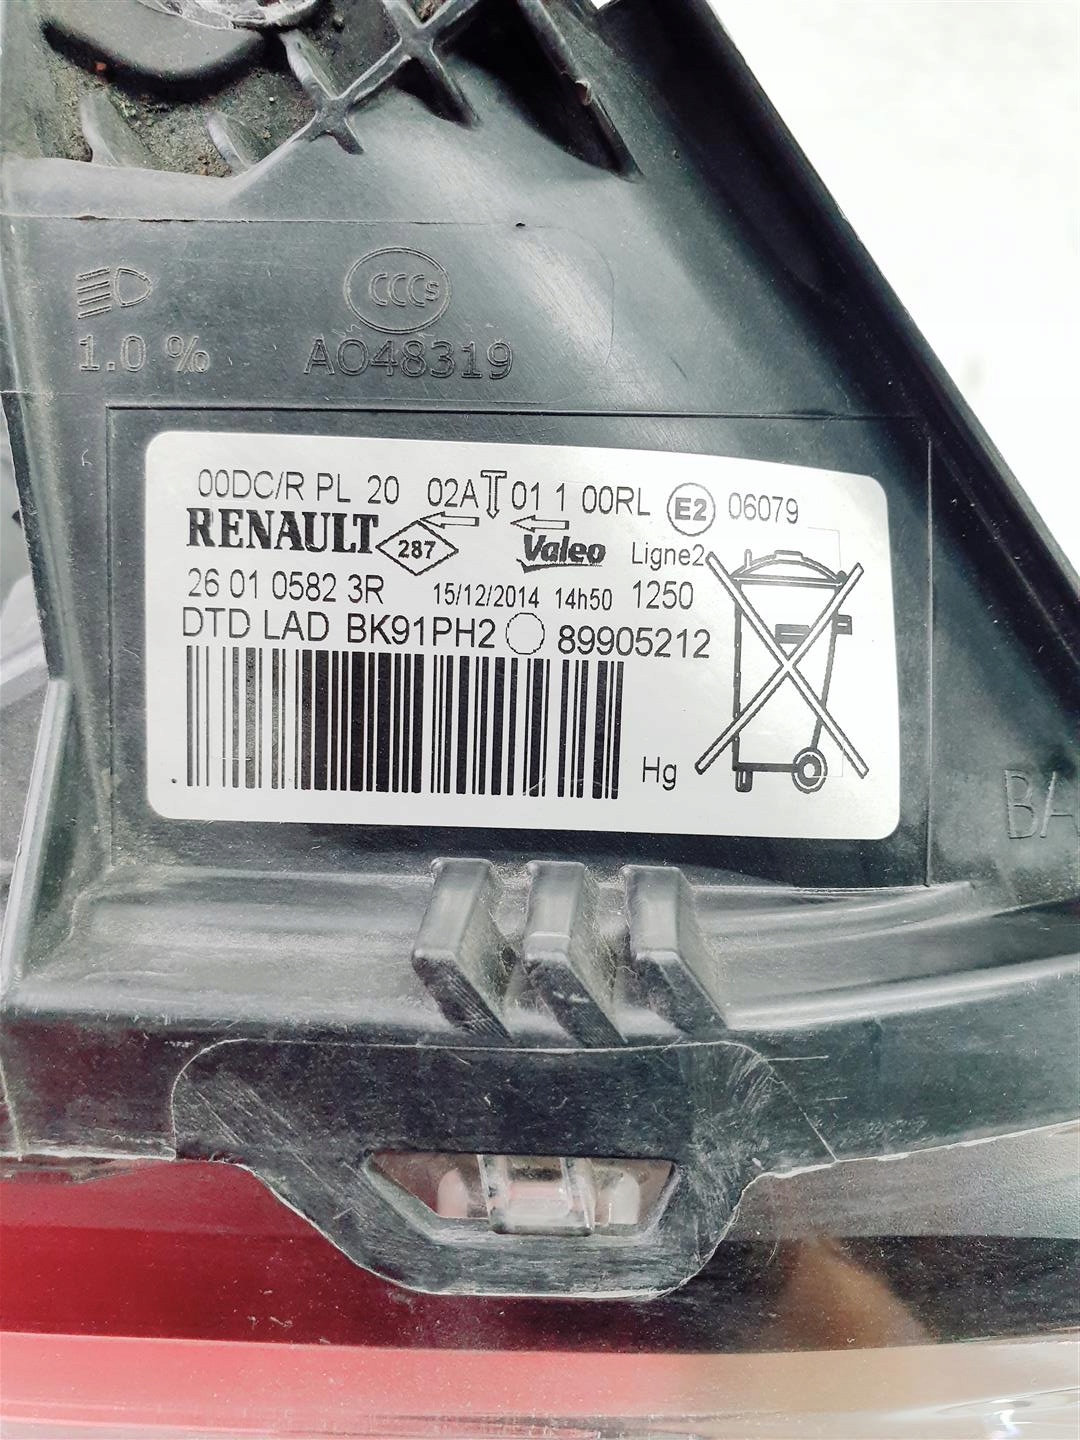 CCCS
1.0 %
A048319
00DC/R PL 20 02A 01 1 00RL E2 06079
RENAULT 287 Valeo Ligne2
26 01 0582 3R 15/12/2014 14h50 1250
DTD LAD BK91PH2 89905212
Hg
BA